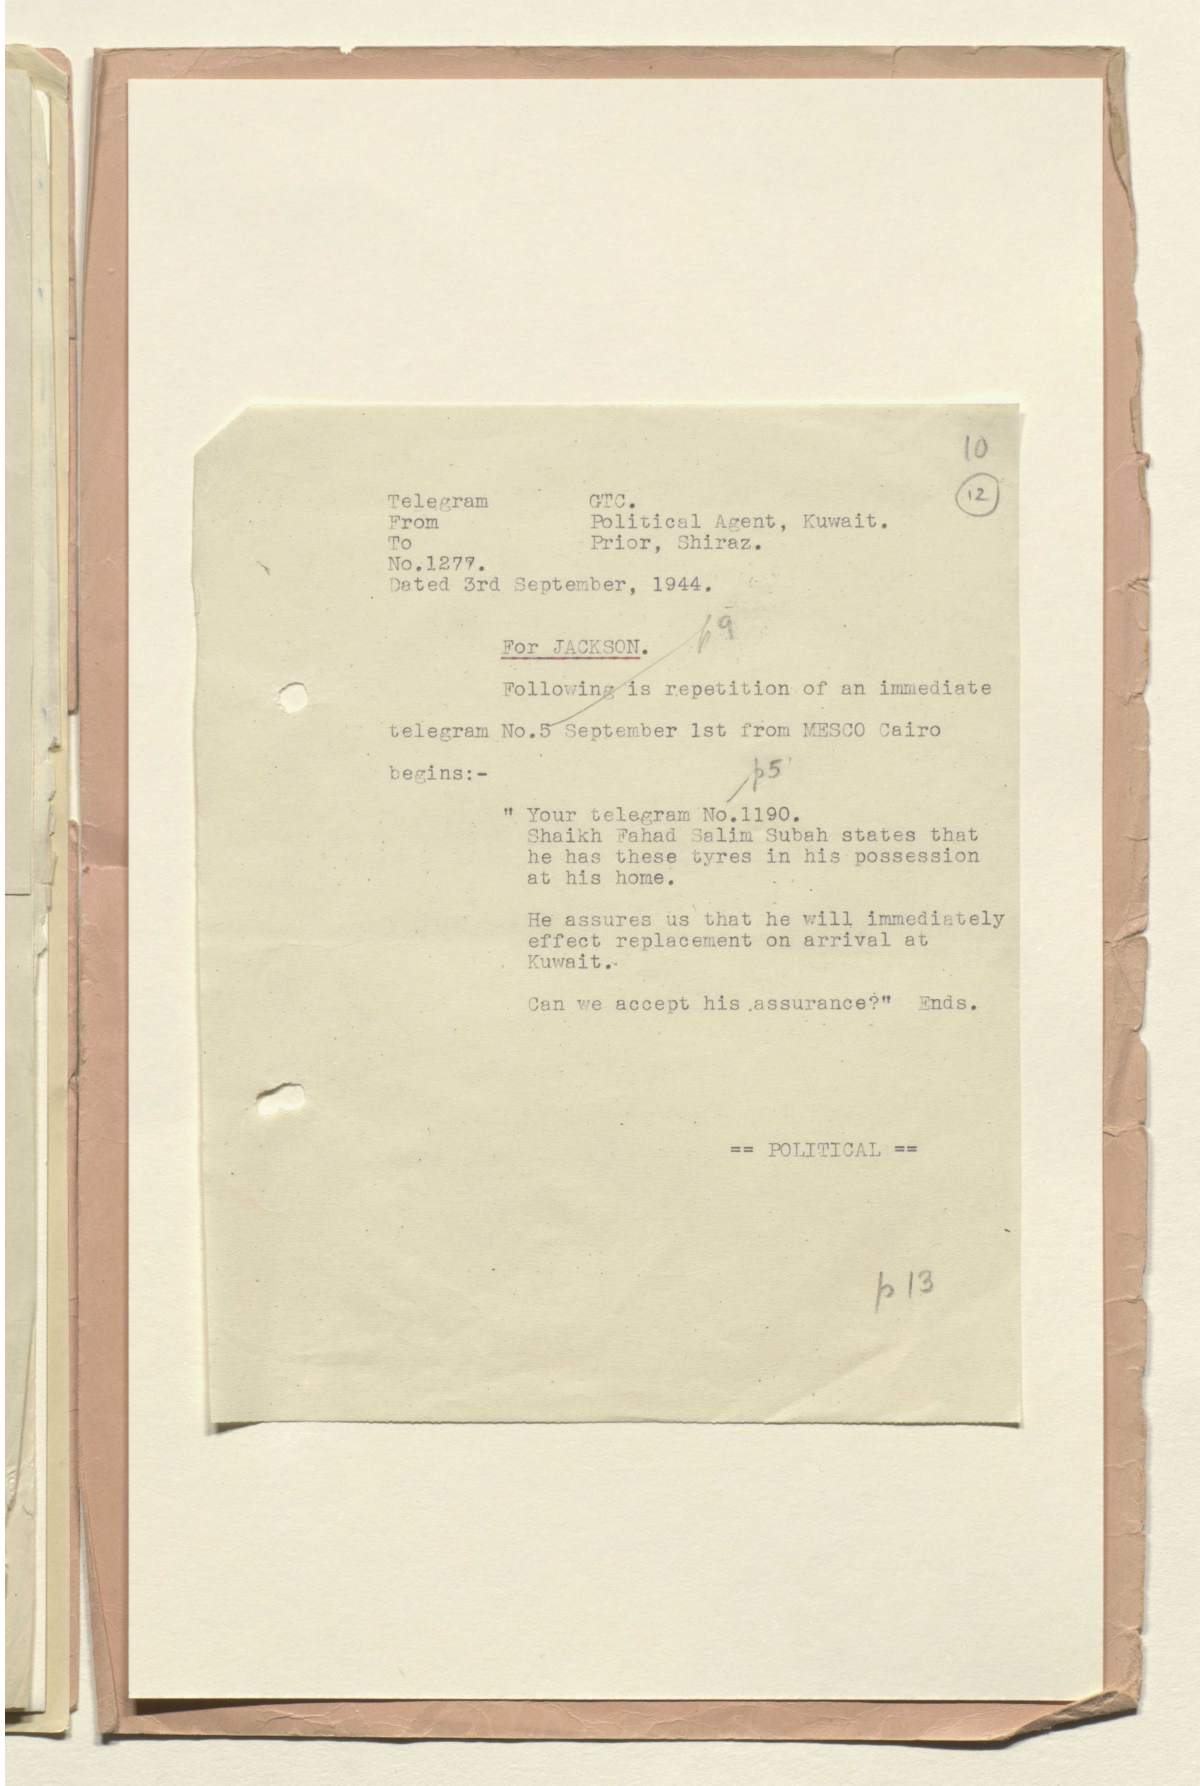 10
12
Telegram GTC.
From Political Agent, Kuwait.
To Prior, Shiraz.
No.1277.
Dated 3rd September, 1944.
p9
For JACKSON.
Following is repetition of an immediate
telegram No.5 September 1st from MESCO Cairo
begins:-
p5
" Your telegram No.1190.
Shaikh Fahad Salim Subah states that
he has these tyres in his possession
at his home.
He assures us that he will immediately
effect replacement on arrival at
Kuwait.
Can we accept his assurance?" Ends.
== POLITICAL ==
p 13